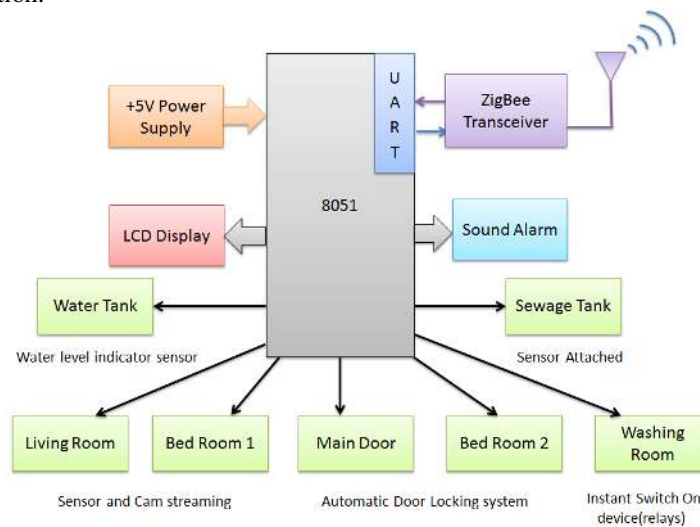 tion.
+5V Power
Supply
U
A
R
T
ZigBee
Transceiver
8051
LCD Display
Sound Alarm
Water Tank
Sewage Tank
Water level indicator sensor
Sensor Attached
Living Room
Bed Room 1
Main Door
Bed Room 2
Washing
Room
Sensor and Cam streaming
Automatic Door Locking system
Instant Switch On
device(relays)